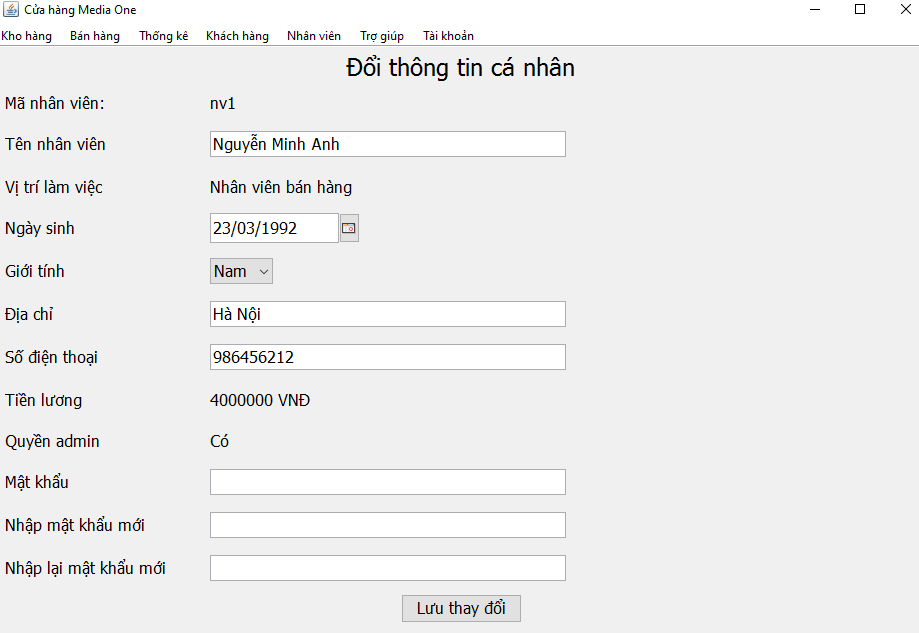 Cửa hàng Media One
Kho hàng Bán hàng Thống kê Khách hàng Nhân viên Trợ giúp Tài khoản
Đổi thông tin cá nhân
Mã nhân viên: nv1
Tên nhân viên Nguyễn Minh Anh
Vị trí làm việc Nhân viên bán hàng
Ngày sinh 23/03/1992
Giới tính Nam
Địa chỉ Hà Nội
Số điện thoại 986456212
Tiền lương 4000000 VNĐ
Quyền admin Có
Mật khẩu
Nhập mật khẩu mới
Nhập lại mật khẩu mới
Lưu thay đổi